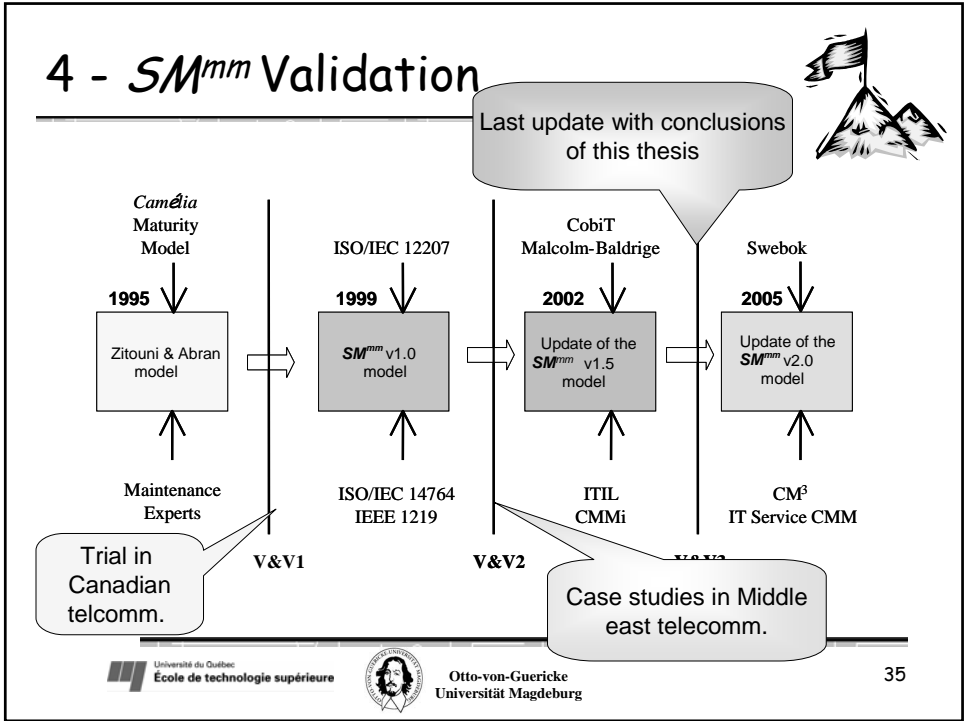 4 - SMmm Validation
Last update with conclusions
of this thesis
Camélia
Maturity
Model
ISO/IEC 12207
CobiT
Malcolm-Baldrige
Swebok
1995
1999
2002
2005
Zitouni & Abran
model
SMmm v1.0
model
Update of the
SMmm v1.5
model
Update of the
SMmm v2.0
model
Maintenance
Experts
ISO/IEC 14764
IEEE 1219
ITIL
CMMi
CM3
IT Service CMM
V&V1
V&V2
Trial in
Canadian
telcomm.
Case studies in Middle
east telecomm.
Université du Québec
École de technologie supérieure
Otto-von-Guericke
Universität Magdeburg
35